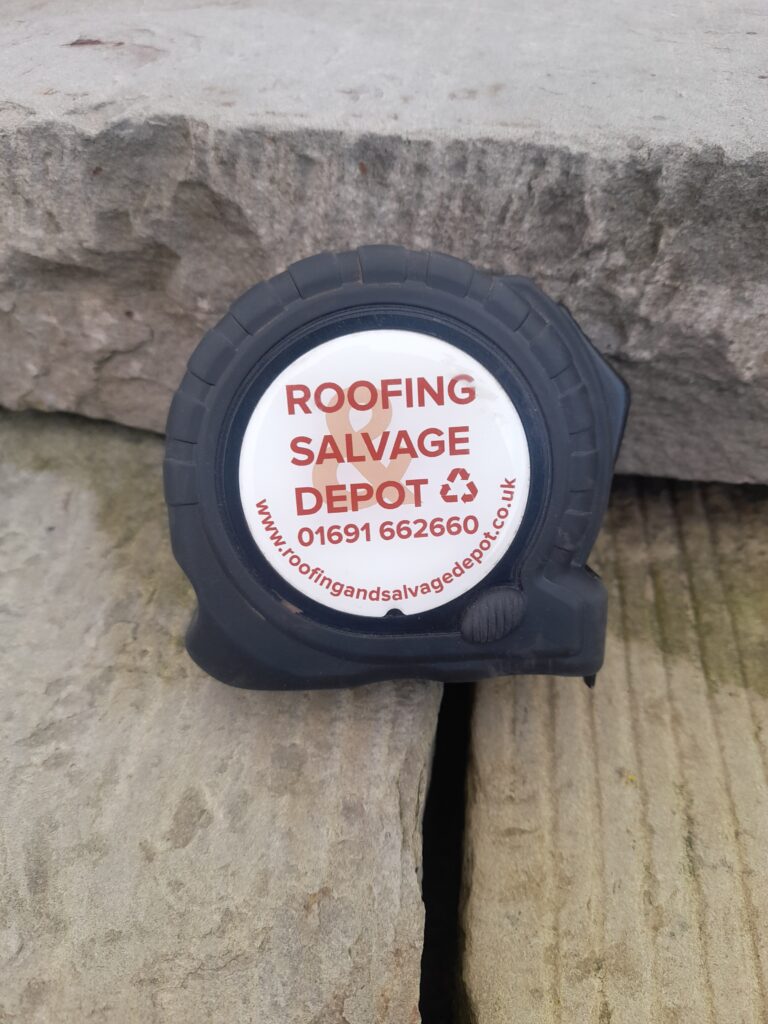 ROOFING
&
SALVAGE
DEPOT
01691 662660
www.roofingandsalvagedepot.co.uk